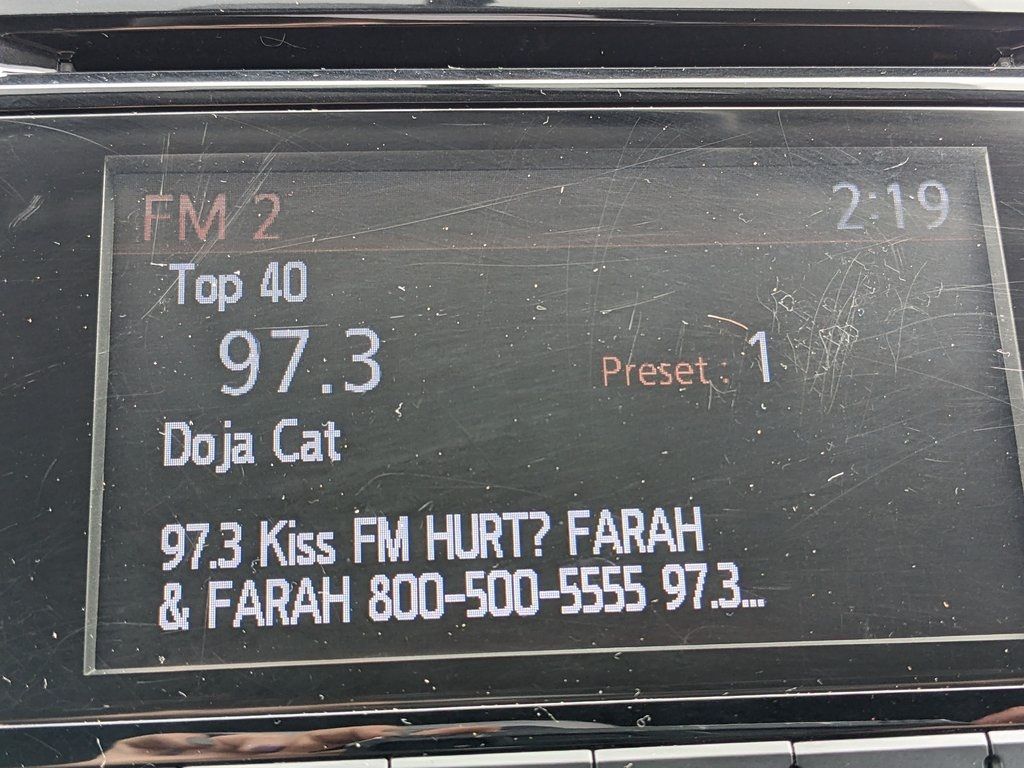 FM 2 2:19
Top 40
97.3 Preset : 1
Doja Cat
97.3 Kiss FM HURT? FARAH
& FARAH 800-500-5555 97.3...